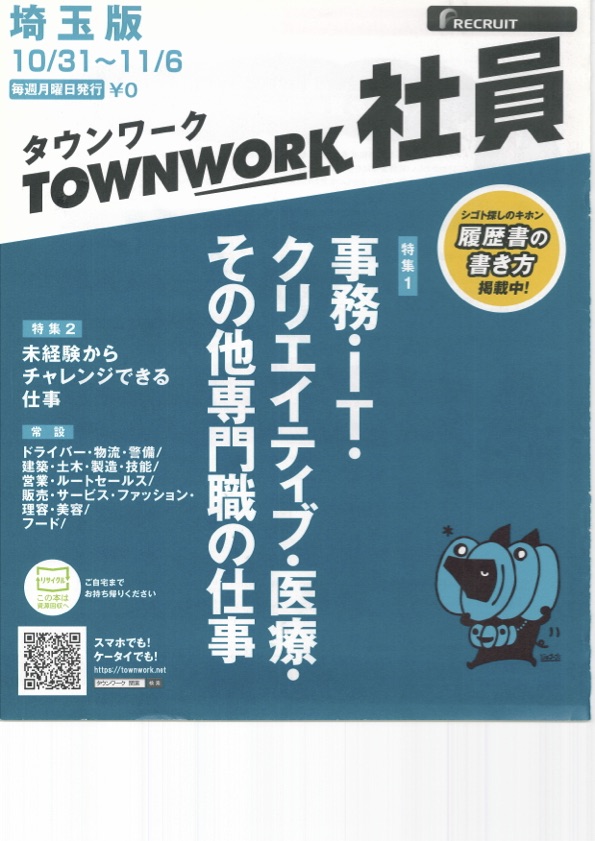 埼玉版
10/31〜11/6
毎週月曜日発行 ¥0
RECRUIT
タウンワーク
TOWNWORK 社員
シゴト探しのキホン
履歴書の
書き方
掲載中!
特集1
事務・IT・
クリエイティブ・医療・
その他専門職の仕事
特集2
未経験から
チャレンジできる
仕事
常設
ドライバー・物流・警備/
建築・土木・製造・技能/
営業・ルートセールス/
販売・サービス・ファッション・
理容・美容/
フード/
リサイクル
この本は
資源回収へ
ご自宅まで
お持ち帰りください
スマホでも!
ケータイでも!
https://townwork.net
タウンワーク 関東 検索